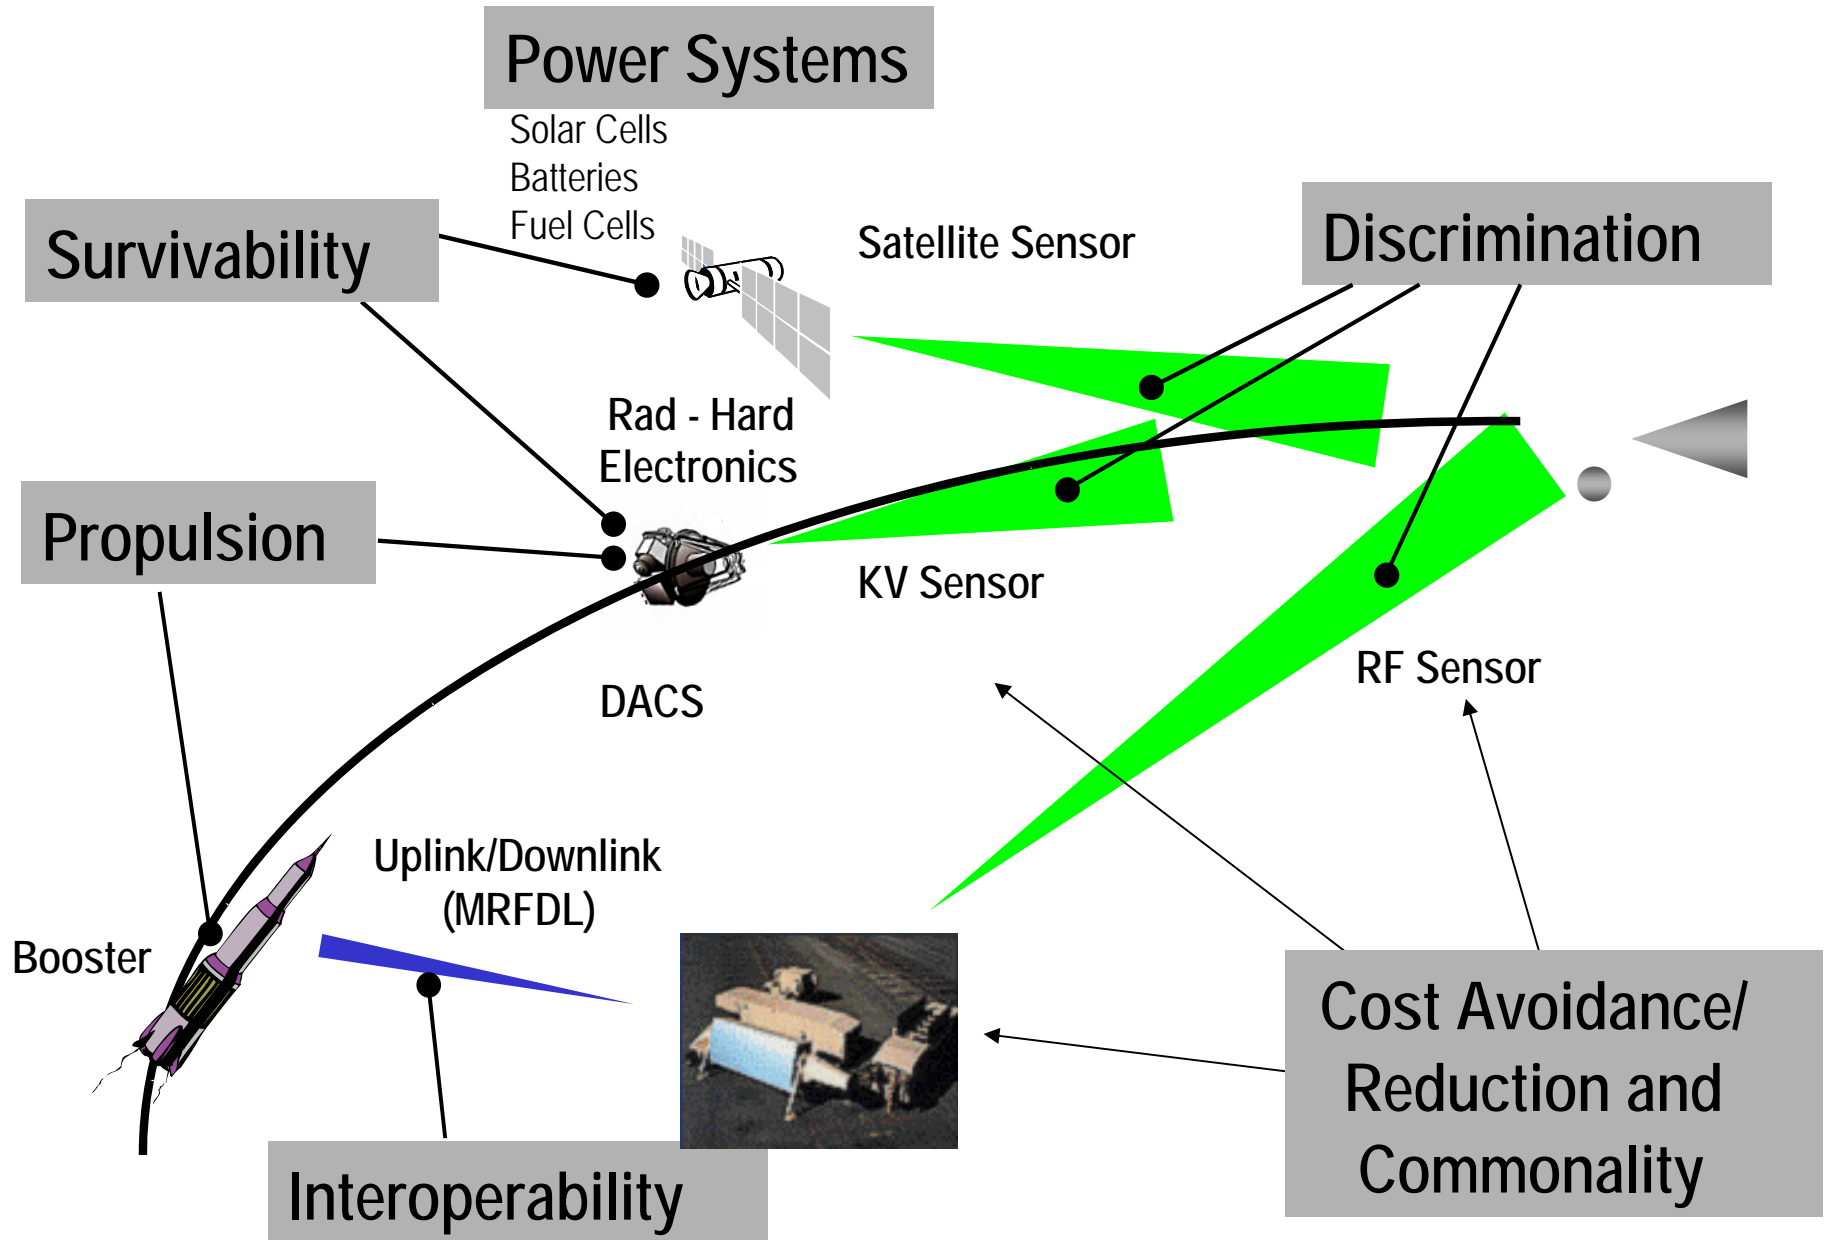 Power Systems
Solar Cells
Batteries
Fuel Cells
Survivability
Satellite Sensor
Discrimination
Rad - Hard
Electronics
Propulsion
KV Sensor
RF Sensor
DACS
Uplink/Downlink
(MRFDL)
Booster
Cost Avoidance/
Reduction and
Commonality
Interoperability